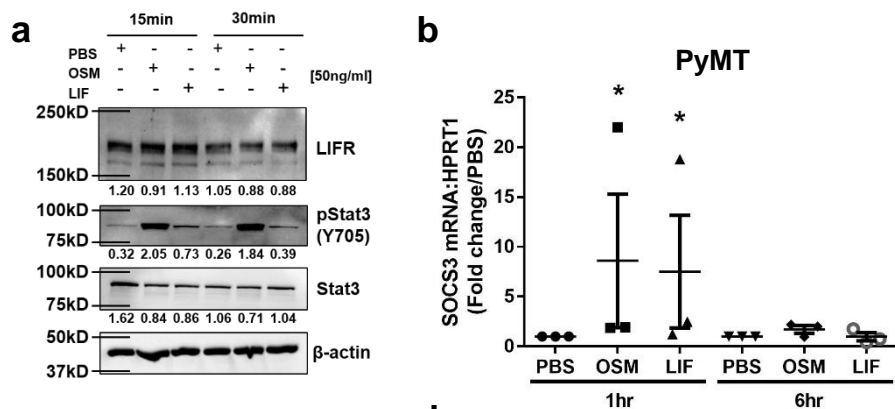 a
15min 30min
PBS + - - + - -
OSM - + - - + - [50ng/ml]
LIF - - + - - +
250kD
LIFR
150kD
1.20 0.91 1.13 1.05 0.88 0.88
100kD
pStat3
(Y705)
75kD
0.32 2.05 0.73 0.26 1.84 0.39
100kD
Stat3
75kD
1.62 0.84 0.86 1.06 0.71 1.04
50kD
β-actin
37kD
b
PyMT
SOCS3 mRNA:HPRT1
(Fold change/PBS)
25
20
15
10
5
0
* *
PBS OSM LIF PBS OSM LIF
1hr 6hr